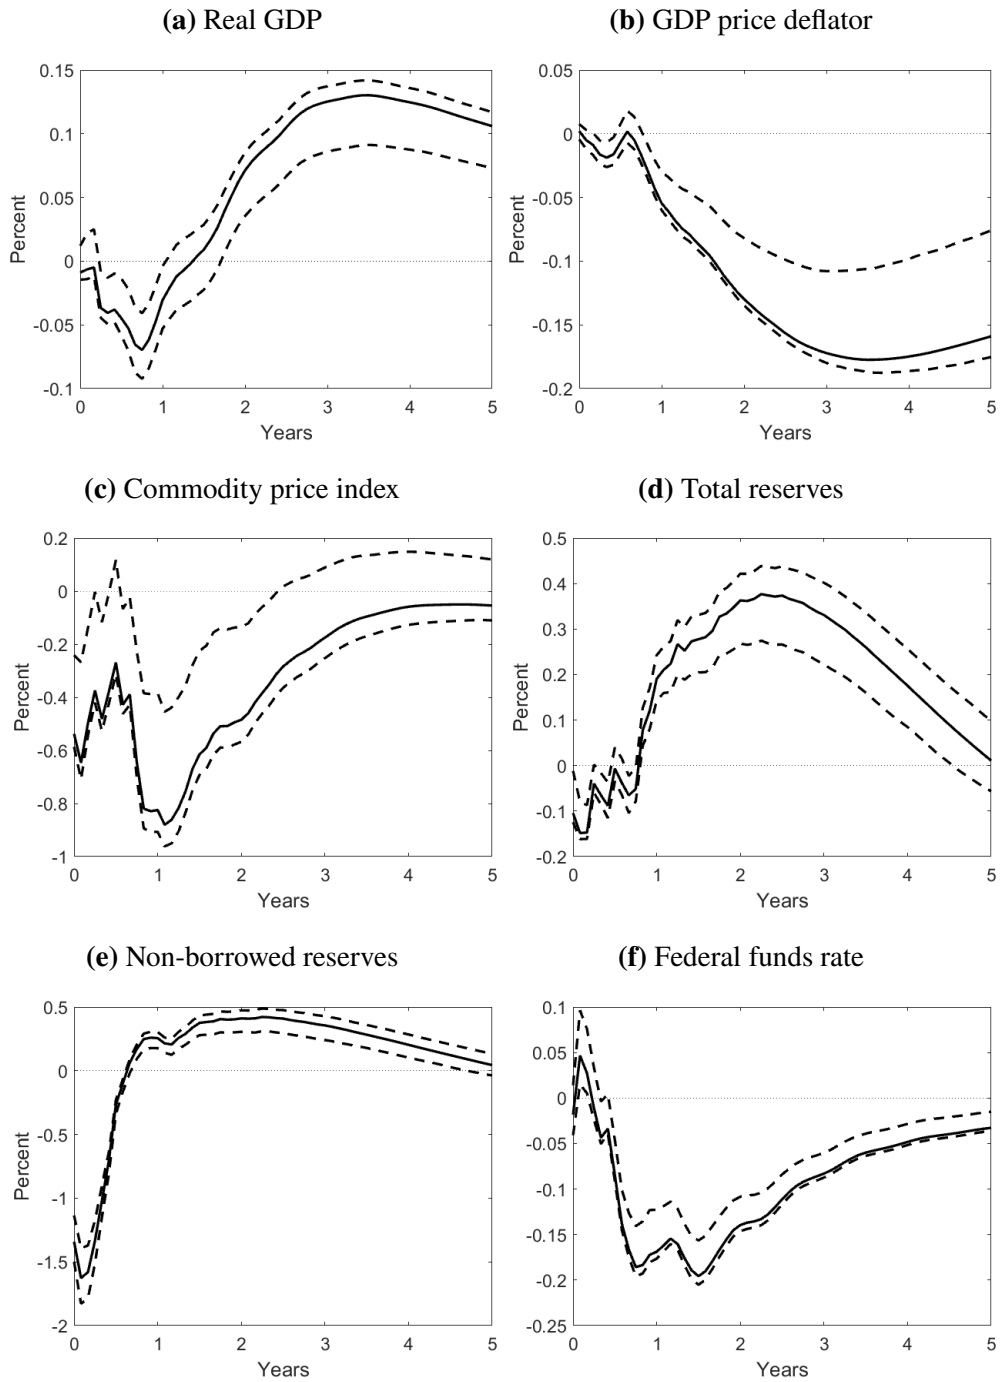 (a) Real GDP
0.15
0.1
0.05
0
-0.05
-0.1
Percent
0 1 2 3 4 5
Years
(b) GDP price deflator
0.05
0
-0.05
-0.1
-0.15
-0.2
Percent
0 1 2 3 4 5
Years
(c) Commodity price index
0.2
0
-0.2
-0.4
-0.6
-0.8
-1
Percent
0 1 2 3 4 5
Years
(d) Total reserves
0.5
0.4
0.3
0.2
0.1
0
-0.1
-0.2
Percent
0 1 2 3 4 5
Years
(e) Non-borrowed reserves
0.5
0
-0.5
-1
-1.5
-2
Percent
0 1 2 3 4 5
Years
(f) Federal funds rate
0.1
0.05
0
-0.05
-0.1
-0.15
-0.2
-0.25
Percent
0 1 2 3 4 5
Years